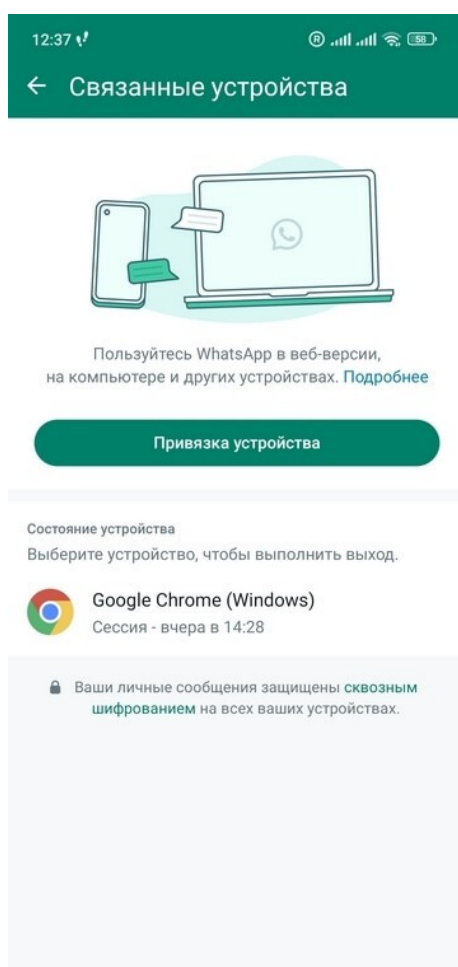 12:37
58
Связанные устройства
Пользуйтесь WhatsApp в веб-версии,
на компьютере и других устройствах. Подробнее
Привязка устройства
Состояние устройства
Выберите устройство, чтобы выполнить выход.
Google Chrome (Windows)
Сессия - вчера в 14:28
Ваши личные сообщения защищены сквозным
шифрованием на всех ваших устройствах.